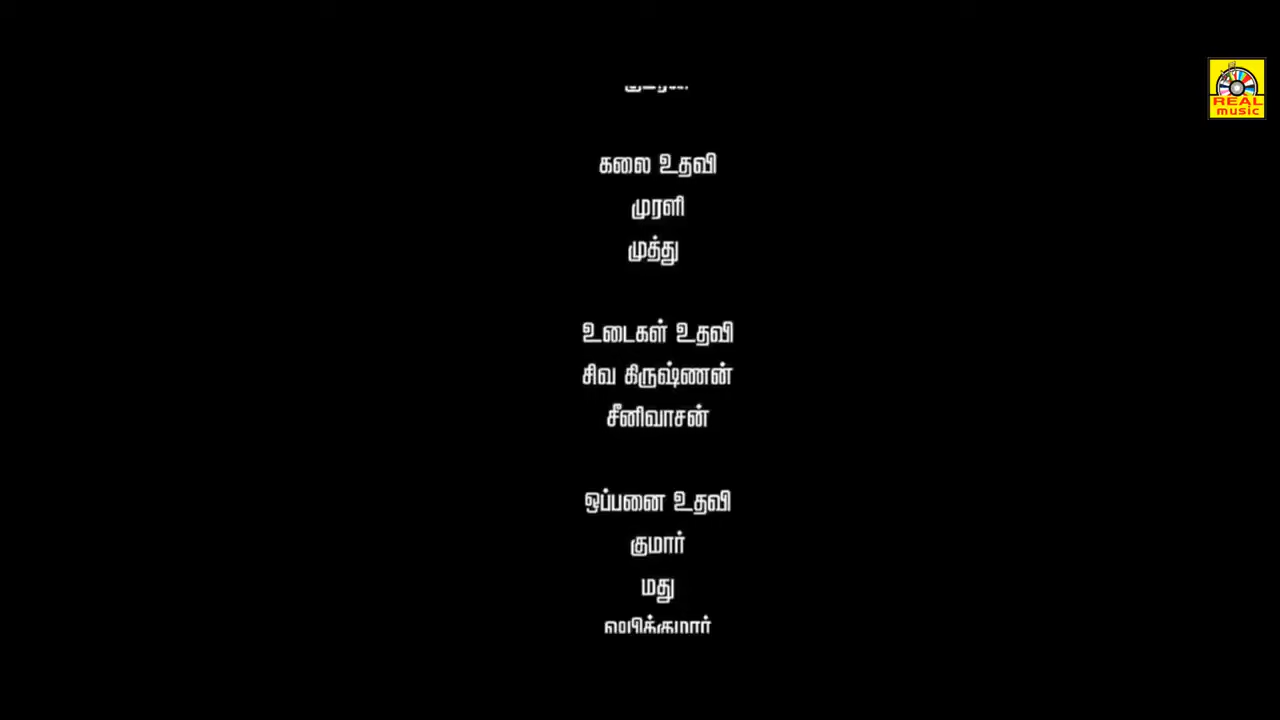 REAL
music
கலை உதவி
முரளி
முத்து
உடைகள் உதவி
சிவ கிருஷ்ணன்
சீனிவாசன்
ஒப்பனை உதவி
குமார்
மது